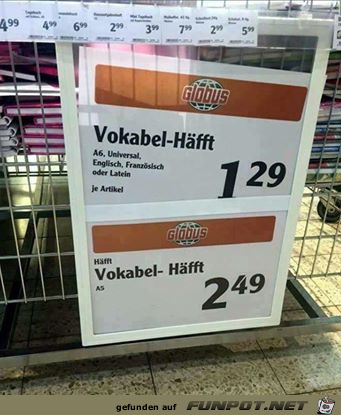 4.99 4.99 6.99 2.99 3.99 7.99 2.99 5.99
Globus
Vokabel-Häfft
A6, Universal,
Englisch, Französisch
oder Latein
je Artikel
1 29
Globus
Häfft
Vokabel- Häfft
A5
2 49
gefunden auf FUNPOT.NET